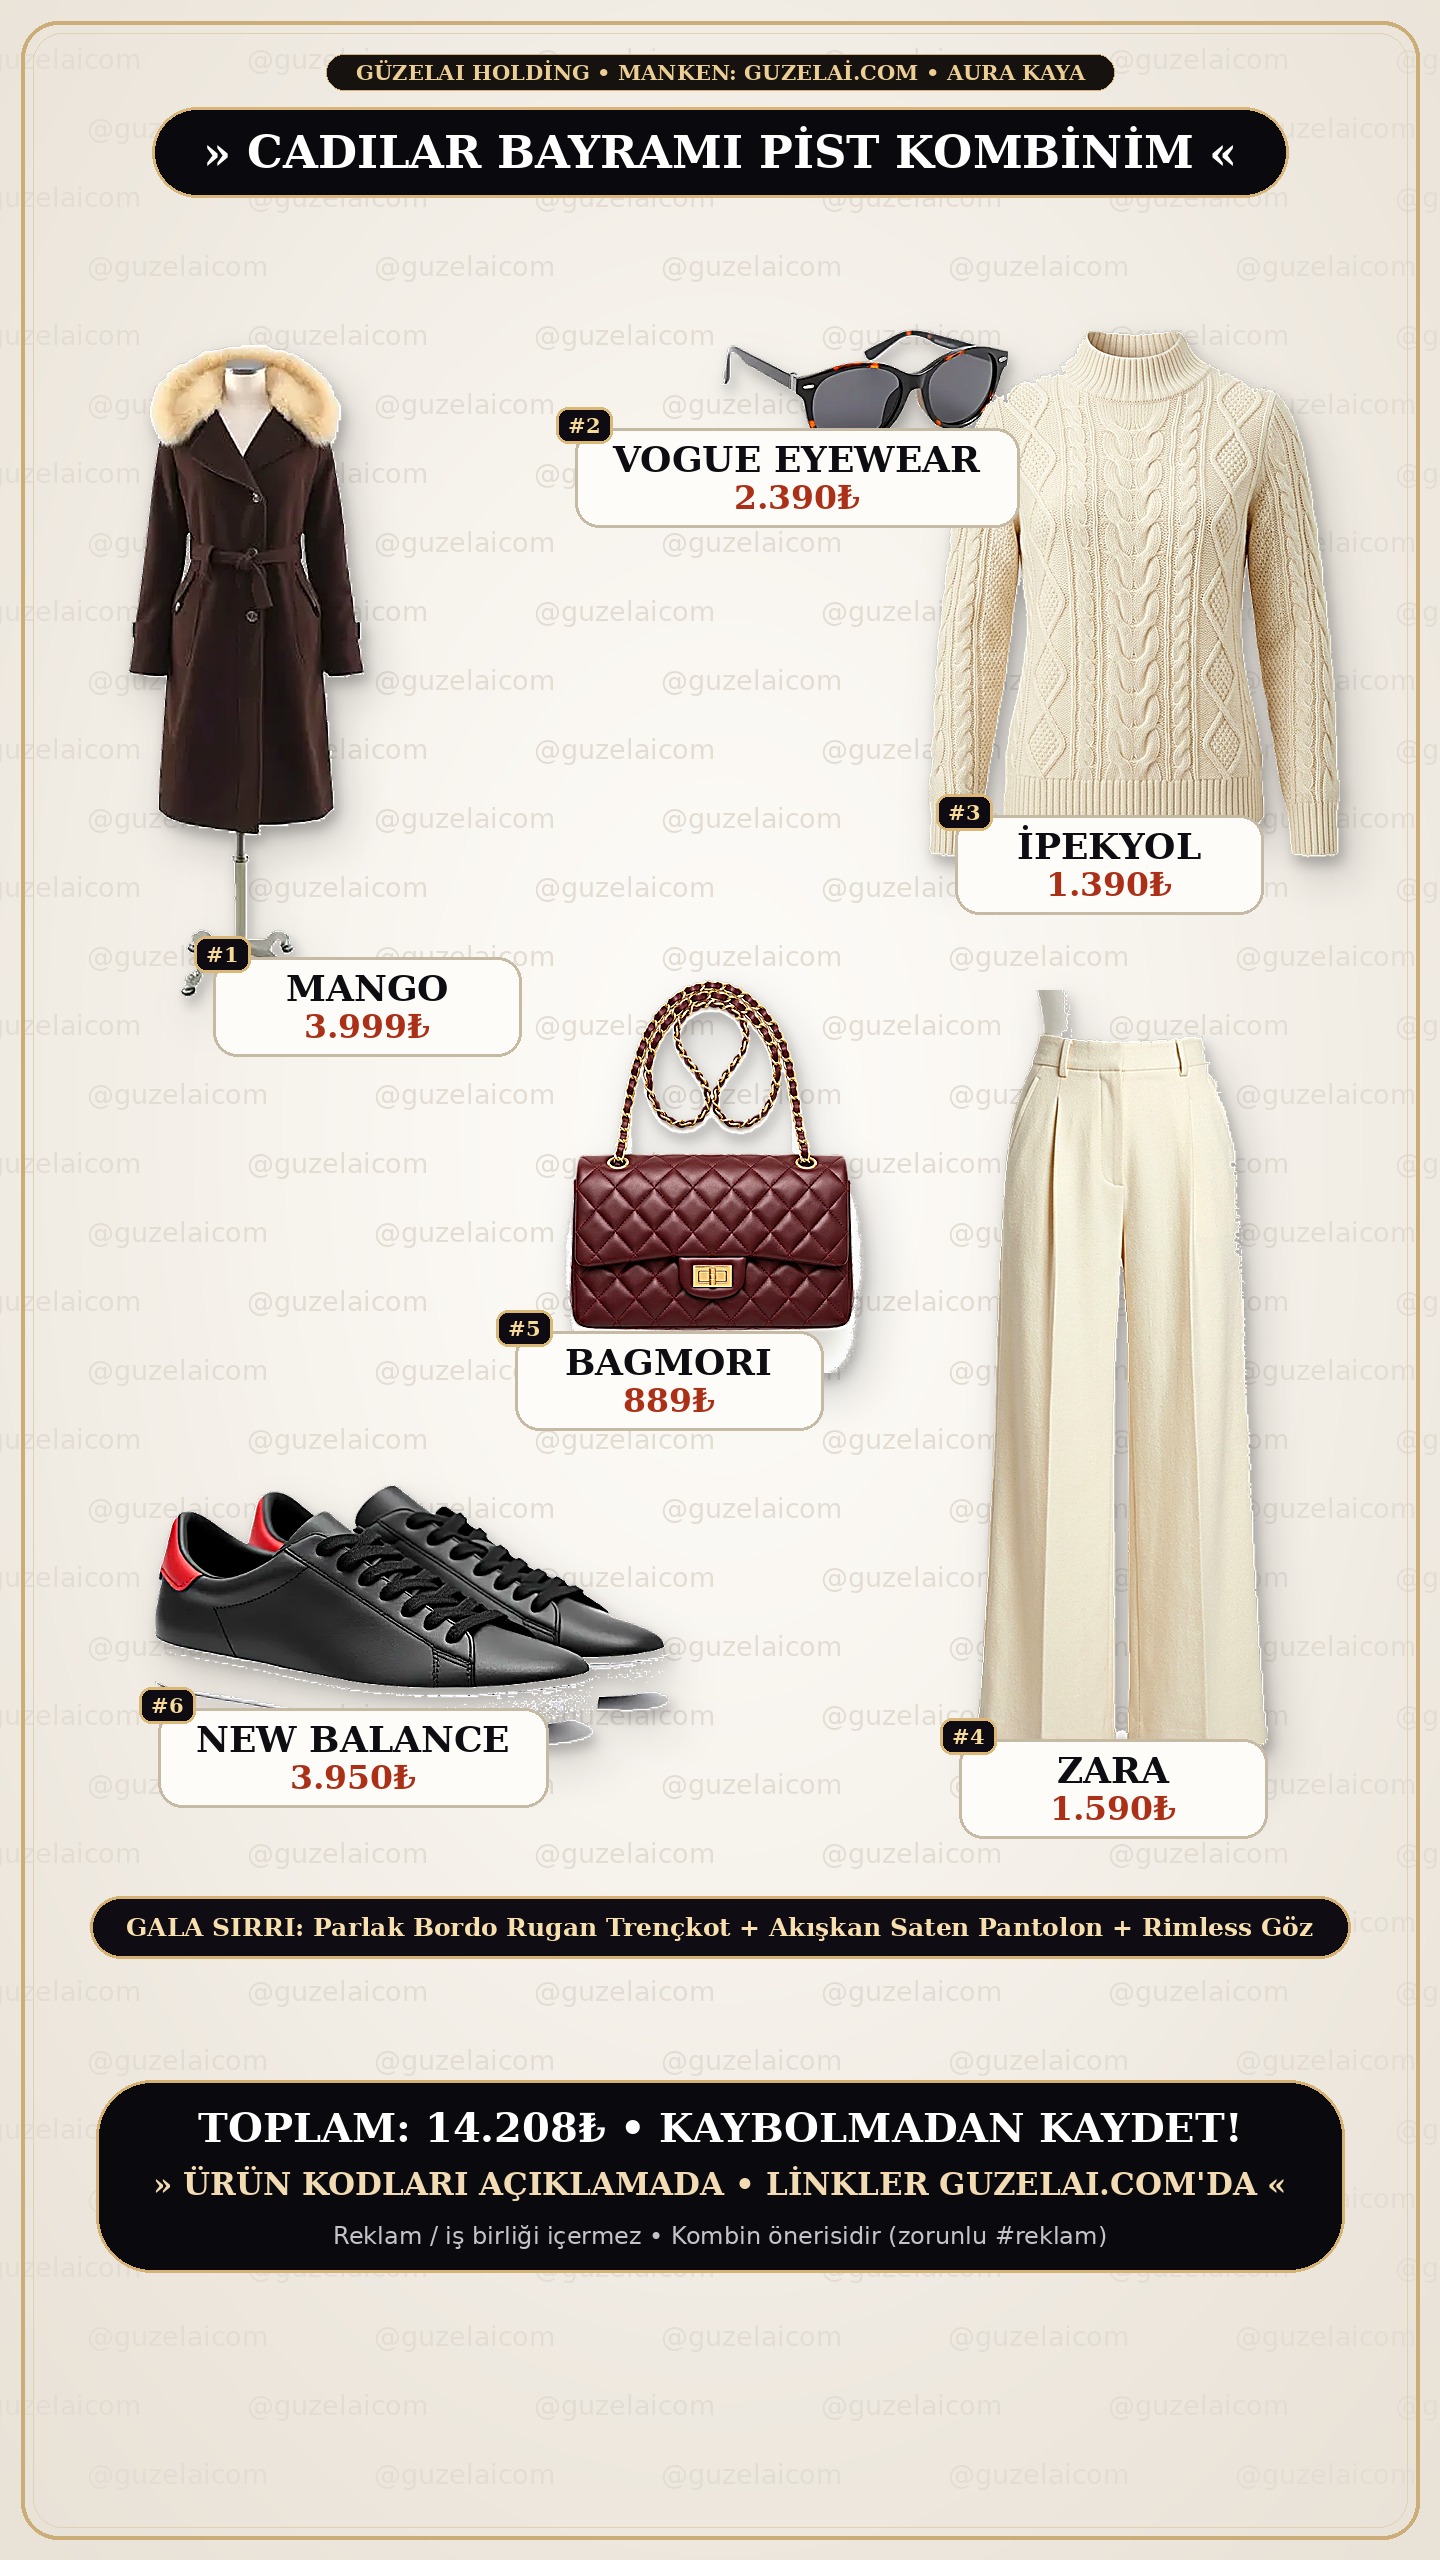 GÜZELAI HOLDİNG • MANKEN: GUZELAİ.COM • AURA KAYA
» CADILAR BAYRAMI PİST KOMBİNİM «
#2
VOGUE EYEWEAR
2.390₺
#3
İPEKYOL
1.390₺
#1
MANGO
3.999₺
#5
BAGMORI
889₺
#6
NEW BALANCE
3.950₺
#4
ZARA
1.590₺
GALA SIRRI: Parlak Bordo Rugan Trençkot + Akışkan Saten Pantolon + Rimless Göz
TOPLAM: 14.208₺ • KAYBOLMADAN KAYDET!
» ÜRÜN KODLARI AÇIKLAMADA • LİNKLER GUZELAI.COM'DA «
Reklam / iş birliği içermez • Kombin önerisidir (zorunlu #reklam)
@guzelaicom